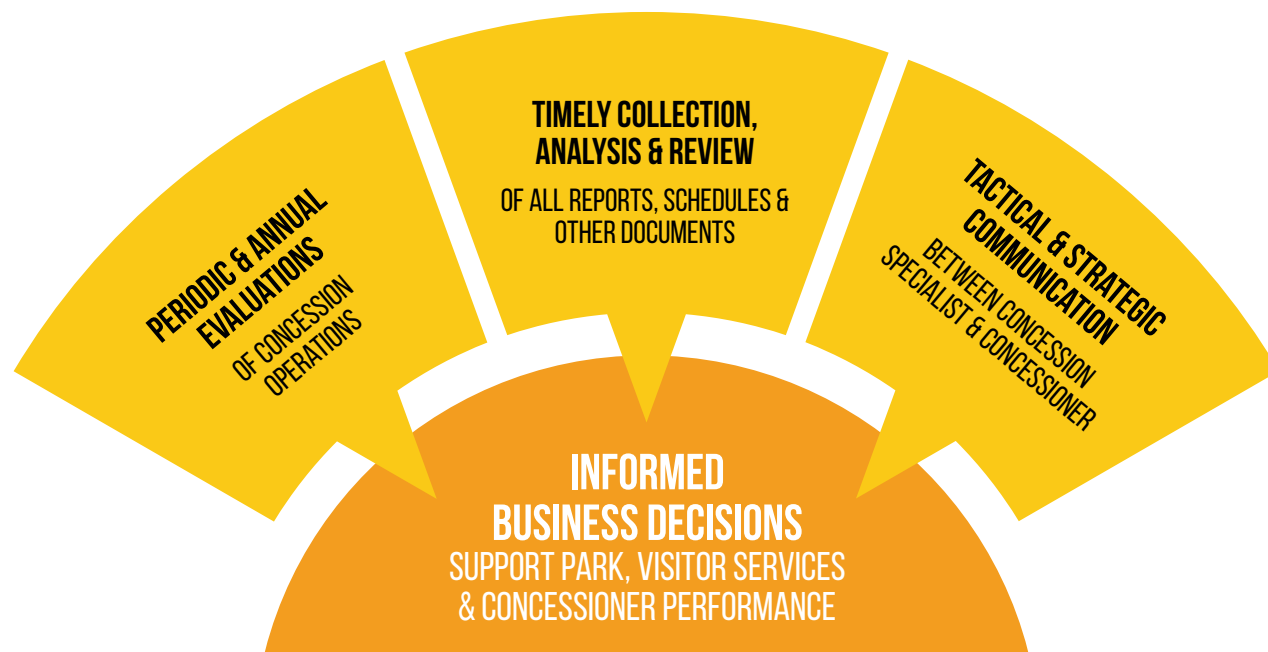 PERIODIC & ANNUAL
EVALUATIONS
OF CONCESSION
OPERATIONS
TIMELY COLLECTION,
ANALYSIS & REVIEW
OF ALL REPORTS, SCHEDULES &
OTHER DOCUMENTS
TACTICAL & STRATEGIC
COMMUNICATION
BETWEEN CONCESSION
SPECIALIST & CONCESSIONER
INFORMED
BUSINESS DECISIONS
SUPPORT PARK, VISITOR SERVICES
& CONCESSIONER PERFORMANCE